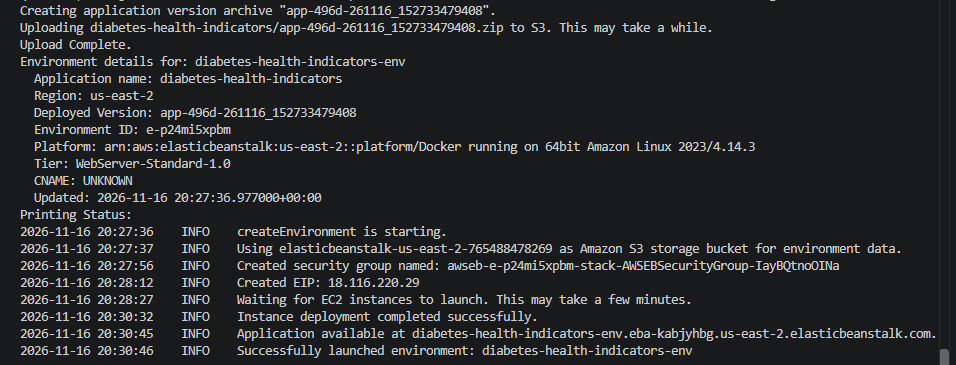 Creating application version archive "app-496d-261116_152733479408".
Uploading diabetes-health-indicators/app-496d-261116_152733479408.zip to S3. This may take a while.
Upload Complete.
Environment details for: diabetes-health-indicators-env
  Application name: diabetes-health-indicators
  Region: us-east-2
  Deployed Version: app-496d-261116_152733479408
  Environment ID: e-p24mi5xpbm
  Platform: arn:aws:elasticbeanstalk:us-east-2::platform/Docker running on 64bit Amazon Linux 2023/4.14.3
  Tier: WebServer-Standard-1.0
  CNAME: UNKNOWN
  Updated: 2026-11-16 20:27:36.977000+00:00
Printing Status:
2026-11-16 20:27:36    INFO    createEnvironment is starting.
2026-11-16 20:27:37    INFO    Using elasticbeanstalk-us-east-2-765488478269 as Amazon S3 storage bucket for environment data.
2026-11-16 20:27:56    INFO    Created security group named: awseb-e-p24mi5xpbm-stack-AWSEBSecurityGroup-IayBQtnoOINa
2026-11-16 20:28:12    INFO    Created EIP: 18.116.220.29
2026-11-16 20:28:27    INFO    Waiting for EC2 instances to launch. This may take a few minutes.
2026-11-16 20:30:32    INFO    Instance deployment completed successfully.
2026-11-16 20:30:45    INFO    Application available at diabetes-health-indicators-env.eba-kabjyhbg.us-east-2.elasticbeanstalk.com.
2026-11-16 20:30:46    INFO    Successfully launched environment: diabetes-health-indicators-env